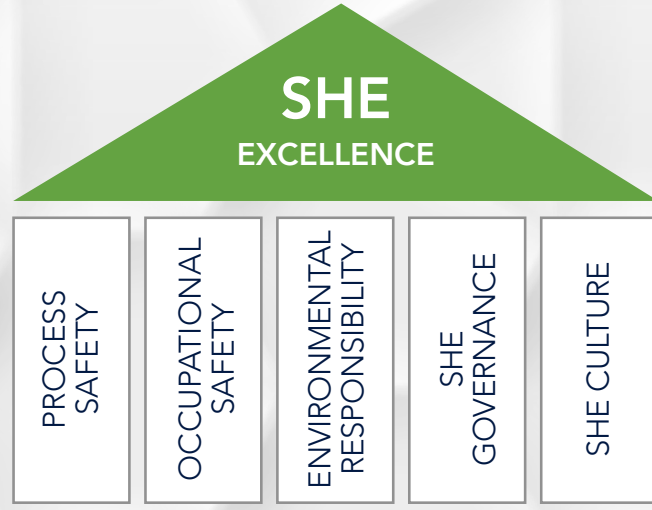 SHE
EXCELLENCE
PROCESS
SAFETY
OCCUPATIONAL
SAFETY
ENVIRONMENTAL
RESPONSIBILITY
SHE
GOVERNANCE
SHE CULTURE